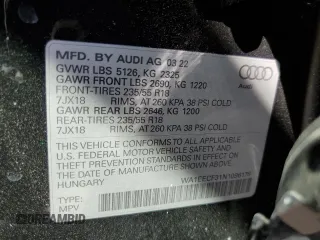 MFD. BY AUDI AG 03 22
GVWR LBS 5126, KG 2325
GAWR FRONT LBS 2690, KG 1220
FRONT-TIRES 235/55 R18
7JX18 RIMS, AT 260 KPA 38 PSI COLD
GAWR REAR LBS 2646, KG 1200
REAR-TIRES 235/55 R18
7JX18 RIMS, AT 260 KPA 38 PSI COLD
THIS VEHICLE CONFORMS TO ALL APPLICABLE
U.S. FEDERAL MOTOR VEHICLE SAFETY AND
THEFT PREVENTION STANDARDS IN EFFECT ON THE
DATE OF MANUFACTURE SHOWN ABOVE.
HUNGARY
TYPE:
MPV
Audi